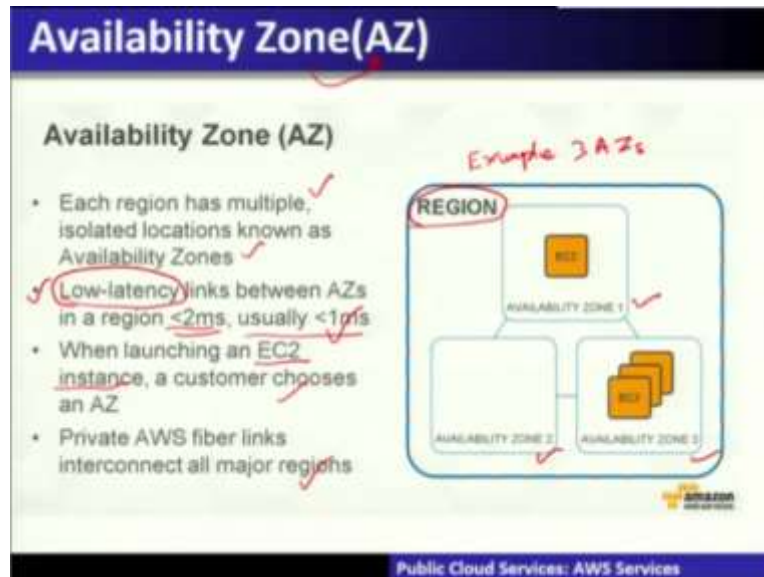 Availability Zone(AZ)
Availability Zone (AZ)
Example 3 AZs
• Each region has multiple,
isolated locations known as
Availability Zones
• Low-latency links between AZs
in a region <2ms, usually <1ms
• When launching an EC2
instance, a customer chooses
an AZ
• Private AWS fiber links
interconnect all major regions
REGION
EC2
AVAILABILITY ZONE 1
EC2
AVAILABILITY ZONE 2
AVAILABILITY ZONE 3
amazon
Public Cloud Services: AWS Services